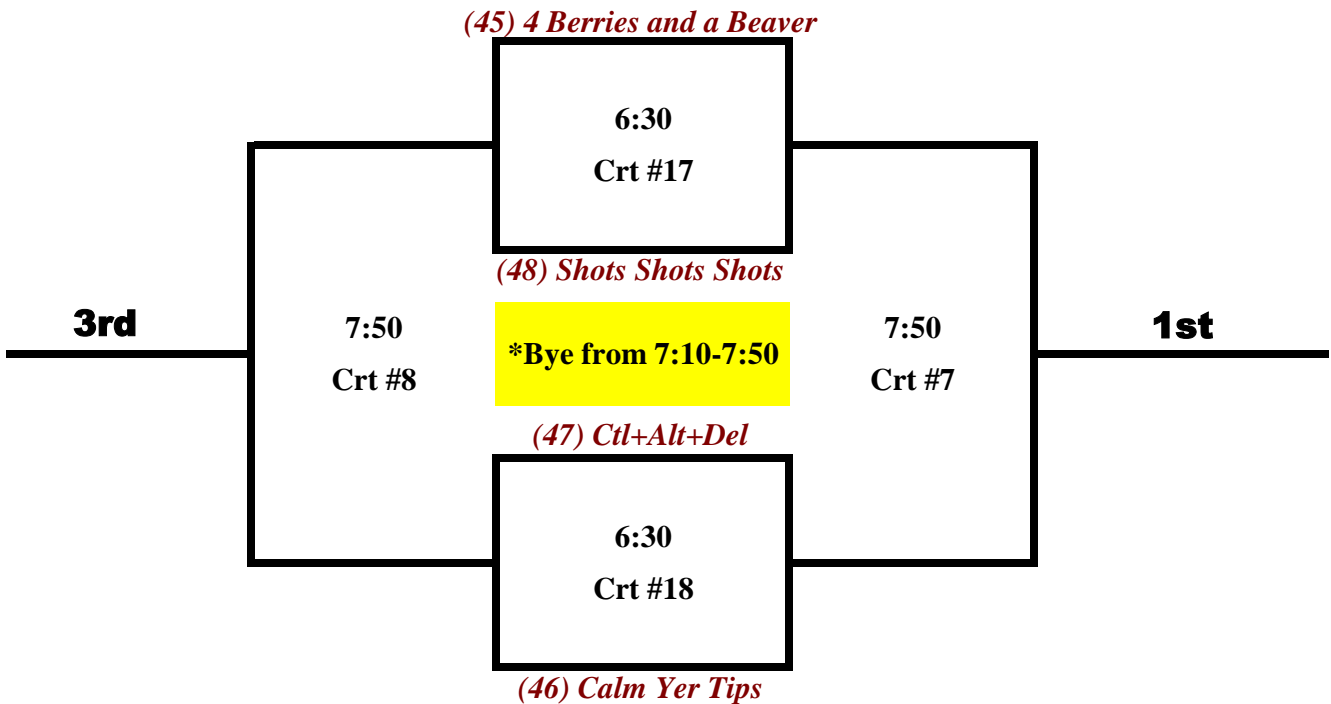 (45) 4 Berries and a Beaver
6:30
Crt #17
(48) Shots Shots Shots
3rd
7:50
Crt #8
*Bye from 7:10-7:50
7:50
Crt #7
1st
(47) Ctl+Alt+Del
6:30
Crt #18
(46) Calm Yer Tips